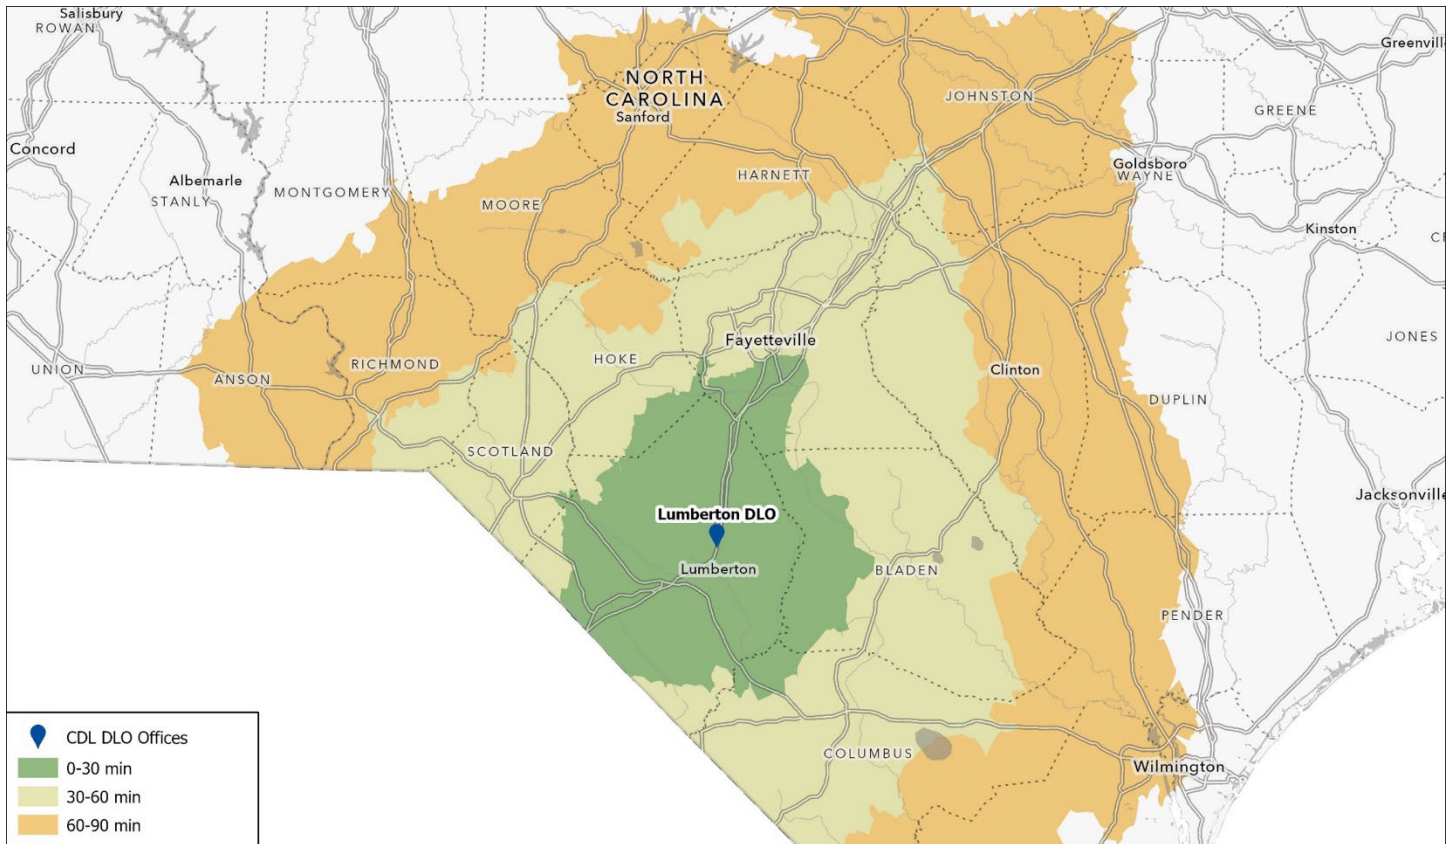 Salisbury
ROWAN
NORTH
CAROLINA
Sanford
JOHNSTON
GREENE
Concord
Albemarle
STANLY
MONTGOMERY
MOORE
HARNETT
Goldsboro
WAYNE
Kinston
UNION
ANSON
RICHMOND
HOKE
Fayetteville
Clinton
JONES
DUPLIN
SCOTLAND
Jacksonville
Lumberton DLO
Lumberton
BLADEN
PENDER
COLUMBUS
Wilmington
CDL DLO Offices
0-30 min
30-60 min
60-90 min